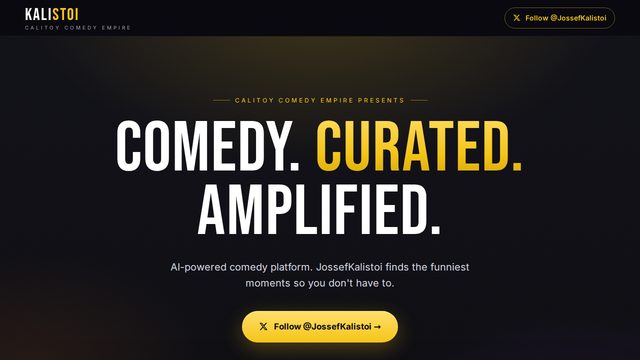 KALISTOI
CALITOY COMEDY EMPIRE
Follow @JossefKalistoi
CALITOY COMEDY EMPIRE PRESENTS
COMEDY. CURATED.
AMPLIFIED.
AI-powered comedy platform. JossefKalistoi finds the funniest
moments so you don't have to.
Follow @JossefKalistoi →